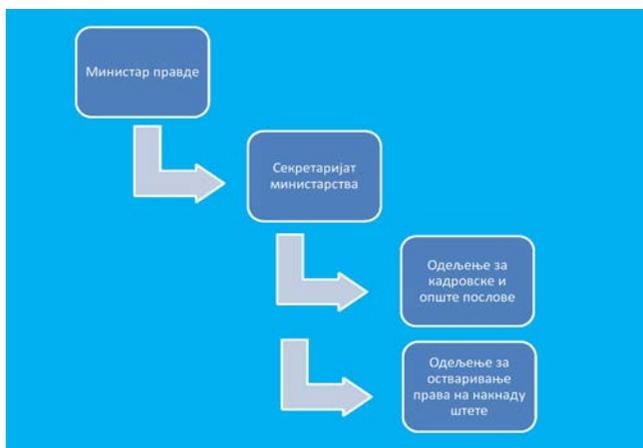 Министар правде
Секретаријат
министарства
Одељење за
кадровске и
опште послове
Одељење за
остваривање
права на накнаду
штете